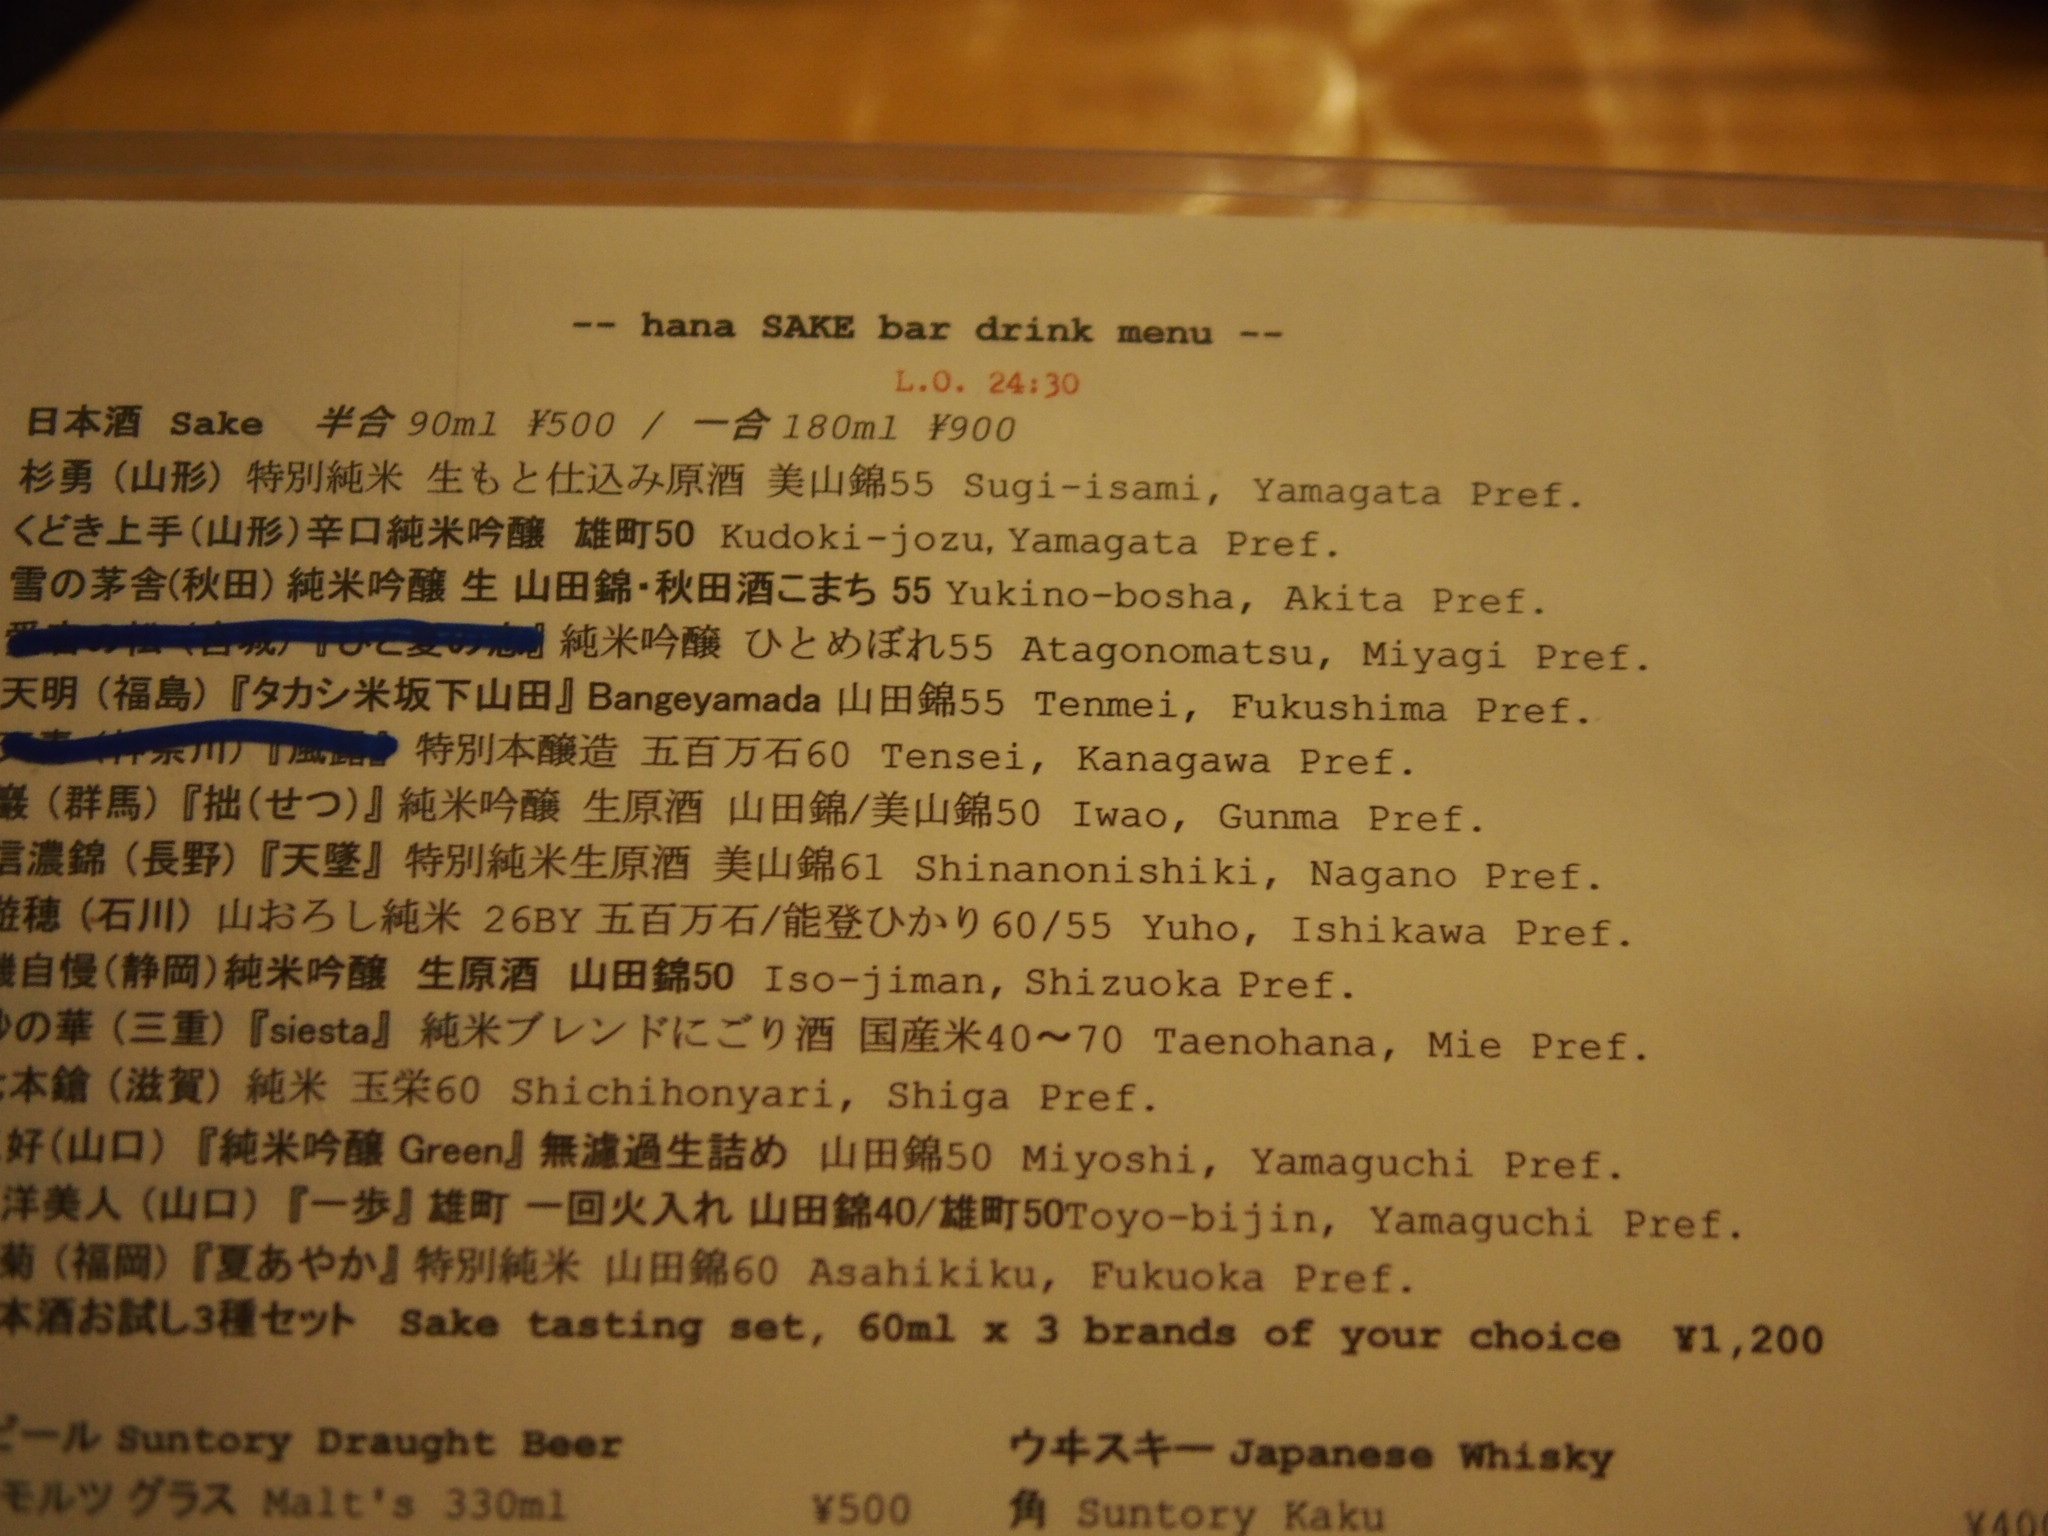 -- hana SAKE bar drink menu --
L.O. 24:30
日本酒 Sake 半合 90ml ¥500 / 一合 180ml ¥900
杉勇（山形）特別純米 生もと仕込み原酒 美山錦55 Sugi-isami, Yamagata Pref.
くどき上手（山形）辛口純米吟醸 雄町50 Kudoki-jozu, Yamagata Pref.
雪の茅舎（秋田）純米吟醸 生 山田錦・秋田酒こまち 55 Yukino-bosha, Akita Pref.
純米吟醸 ひとめぼれ55 Atagonomatsu, Miyagi Pref.
天明（福島）『タカシ米坂下山田』Bangeyamada 山田錦55 Tenmei, Fukushima Pref.
特別本醸造 五百万石60 Tensei, Kanagawa Pref.
巖（群馬）『拙（せつ）』純米吟醸 生原酒 山田錦/美山錦50 Iwao, Gunma Pref.
信濃錦（長野）『天墜』特別純米生原酒 美山錦61 Shinanonishiki, Nagano Pref.
遊穂（石川）山おろし純米 26BY 五百万石/能登ひかり60/55 Yuho, Ishikawa Pref.
磯自慢（静岡）純米吟醸 生原酒 山田錦50 Iso-jiman, Shizuoka Pref.
の華（三重）『siesta』純米ブレンドにごり酒 国産米40〜70 Taenohana, Mie Pref.
本鎗（滋賀）純米 玉栄60 Shichihonyari, Shiga Pref.
好（山口）『純米吟醸 Green』無濾過生詰め 山田錦50 Miyoshi, Yamaguchi Pref.
洋美人（山口）『一歩』雄町 一回火入れ 山田錦40/雄町50 Toyo-bijin, Yamaguchi Pref.
菊（福岡）『夏あやか』特別純米 山田錦60 Asahikiku, Fukuoka Pref.
本酒お試し3種セット Sake tasting set, 60ml x 3 brands of your choice ¥1,200
ビール Suntory Draught Beer ウヰスキー Japanese Whisky
モルツ グラス Malt's 330ml ¥500 角 Suntory Kaku ¥400